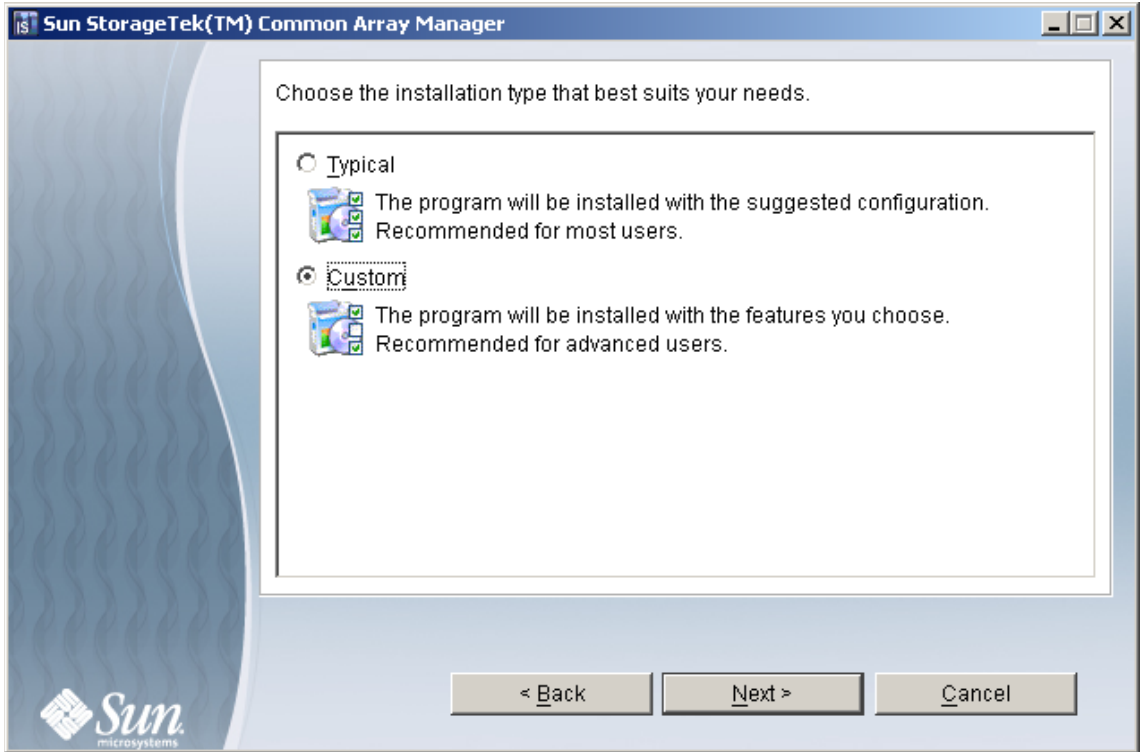 Sun StorageTek(TM) Common Array Manager
Choose the installation type that best suits your needs.
Typical
The program will be installed with the suggested configuration.
Recommended for most users.
Custom
The program will be installed with the features you choose.
Recommended for advanced users.
< Back
Next >
Cancel
Sun
microsystems